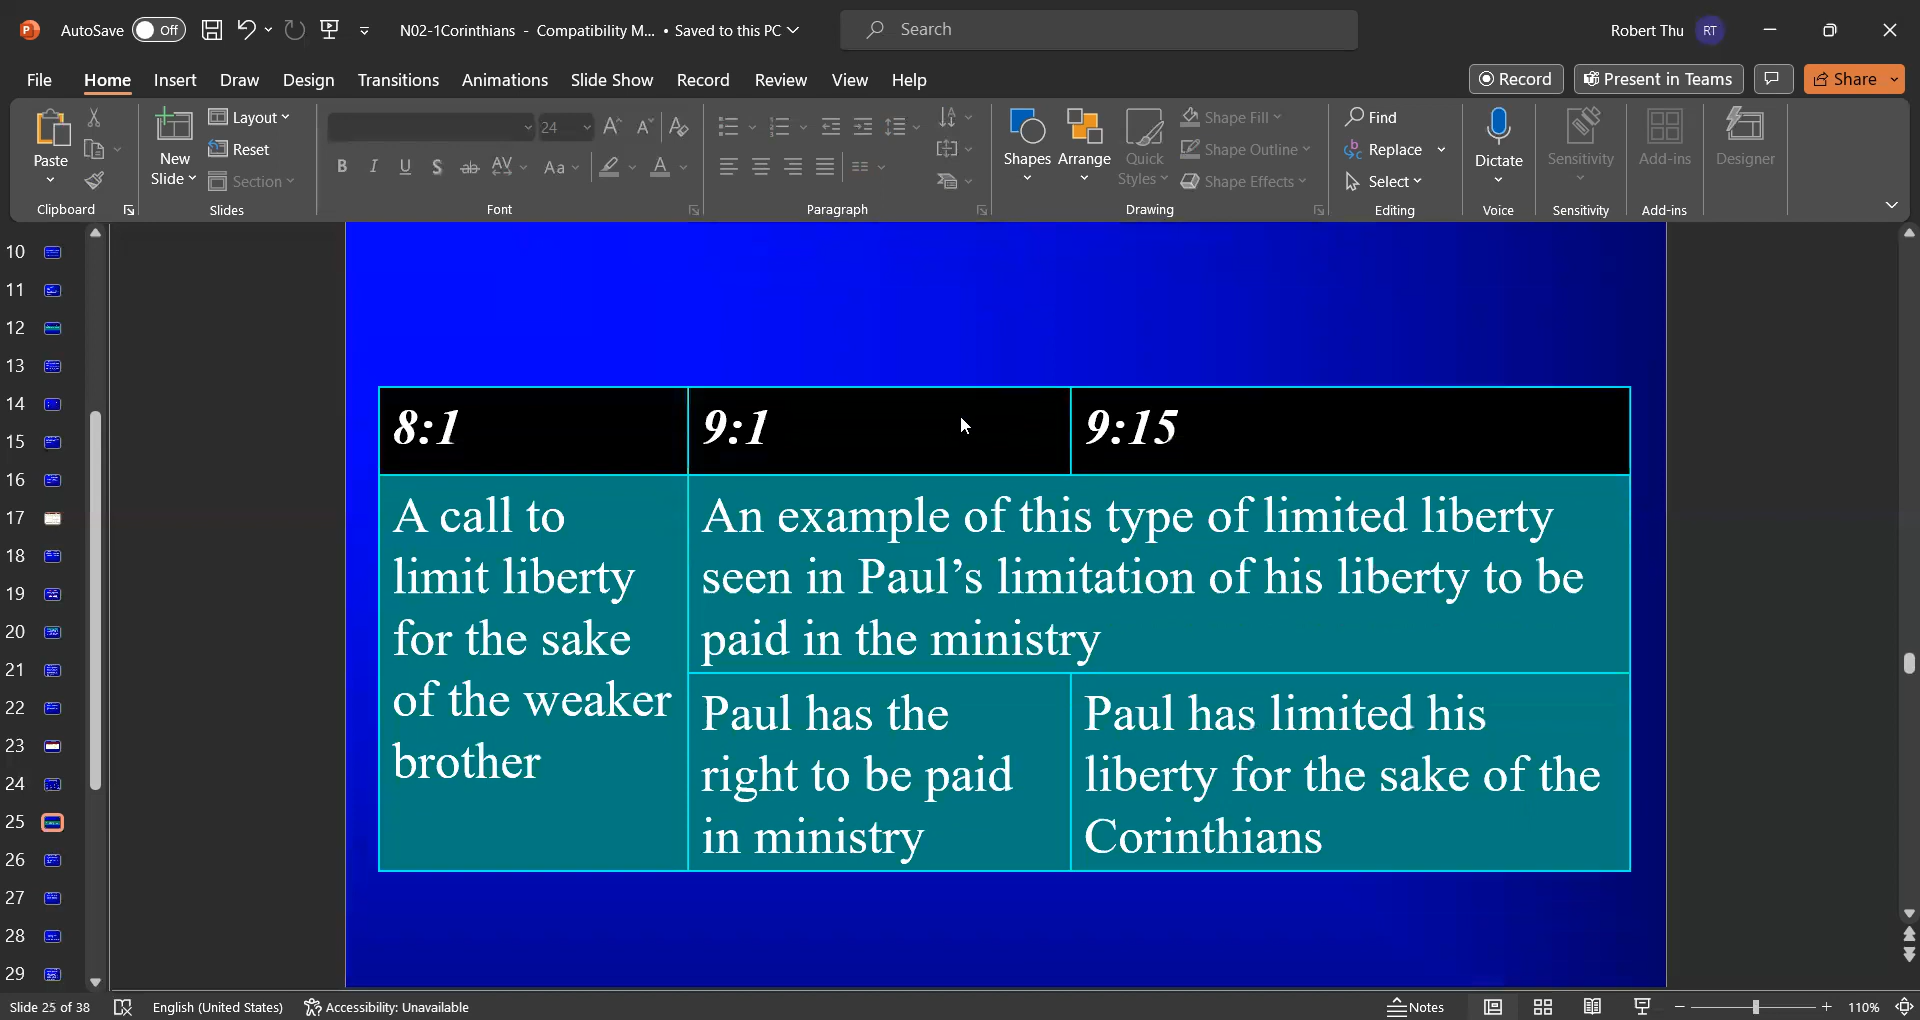 AutoSave Off N02-1Corinthians - Compatibility M... • Saved to this PC Search Robert Thu RT
File Home Insert Draw Design Transitions Animations Slide Show Record Review View Help Record Present in Teams Share
Paste
Clipboard
New
Slide
Layout
Reset
Section
Slides
24
B I U S ab AV Aa A
Font
Paragraph
Shapes
Arrange
Quick
Styles
Shape Fill
Shape Outline
Shape Effects
Drawing
Find
Replace
Select
Editing
Dictate
Voice
Sensitivity
Sensitivity
Add-ins
Add-ins
Designer
10
11
12
13
14
15
16
17
18
19
20
21
22
23
24
25
26
27
28
29
8:1 9:1 9:15
A call to
limit liberty
for the sake
of the weaker
brother
An example of this type of limited liberty
seen in Paul’s limitation of his liberty to be
paid in the ministry
Paul has the
right to be paid
in ministry
Paul has limited his
liberty for the sake of the
Corinthians
Slide 25 of 38 English (United States) Accessibility: Unavailable Notes 110%